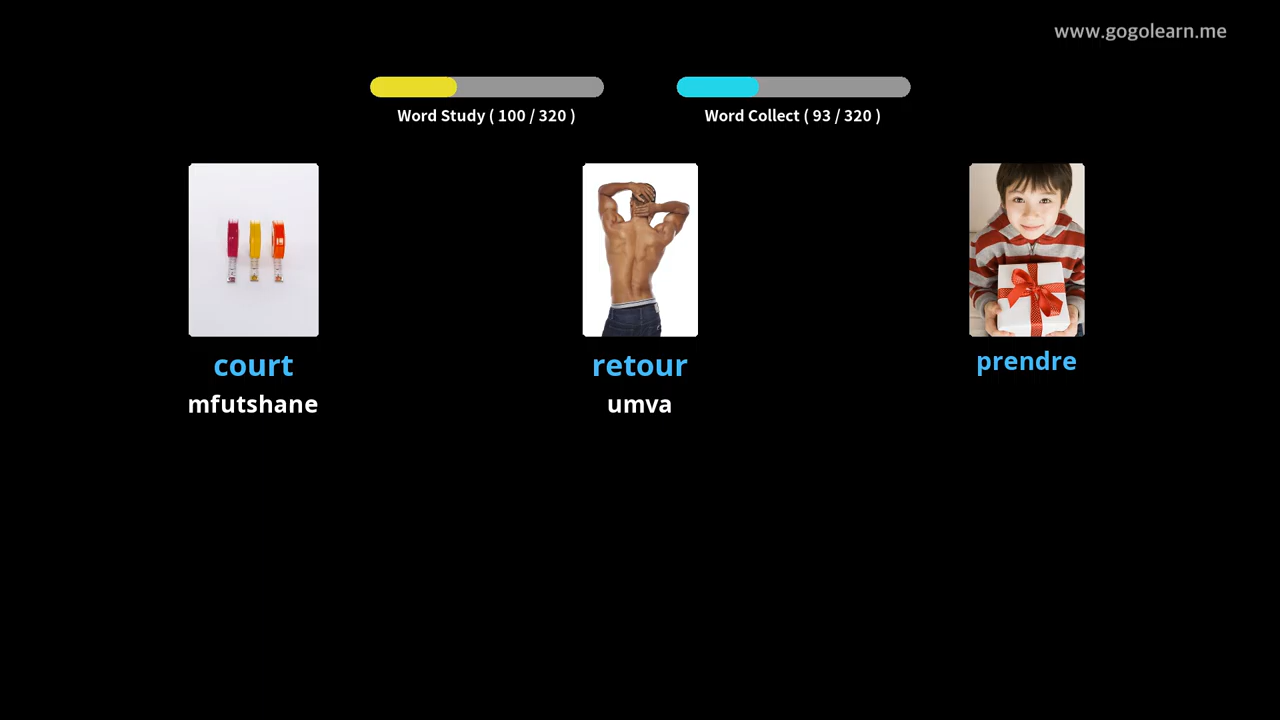 www.gogolearn.me
Word Study ( 100 / 320 )
Word Collect ( 93 / 320 )
court
retour
prendre
mfutshane
umva